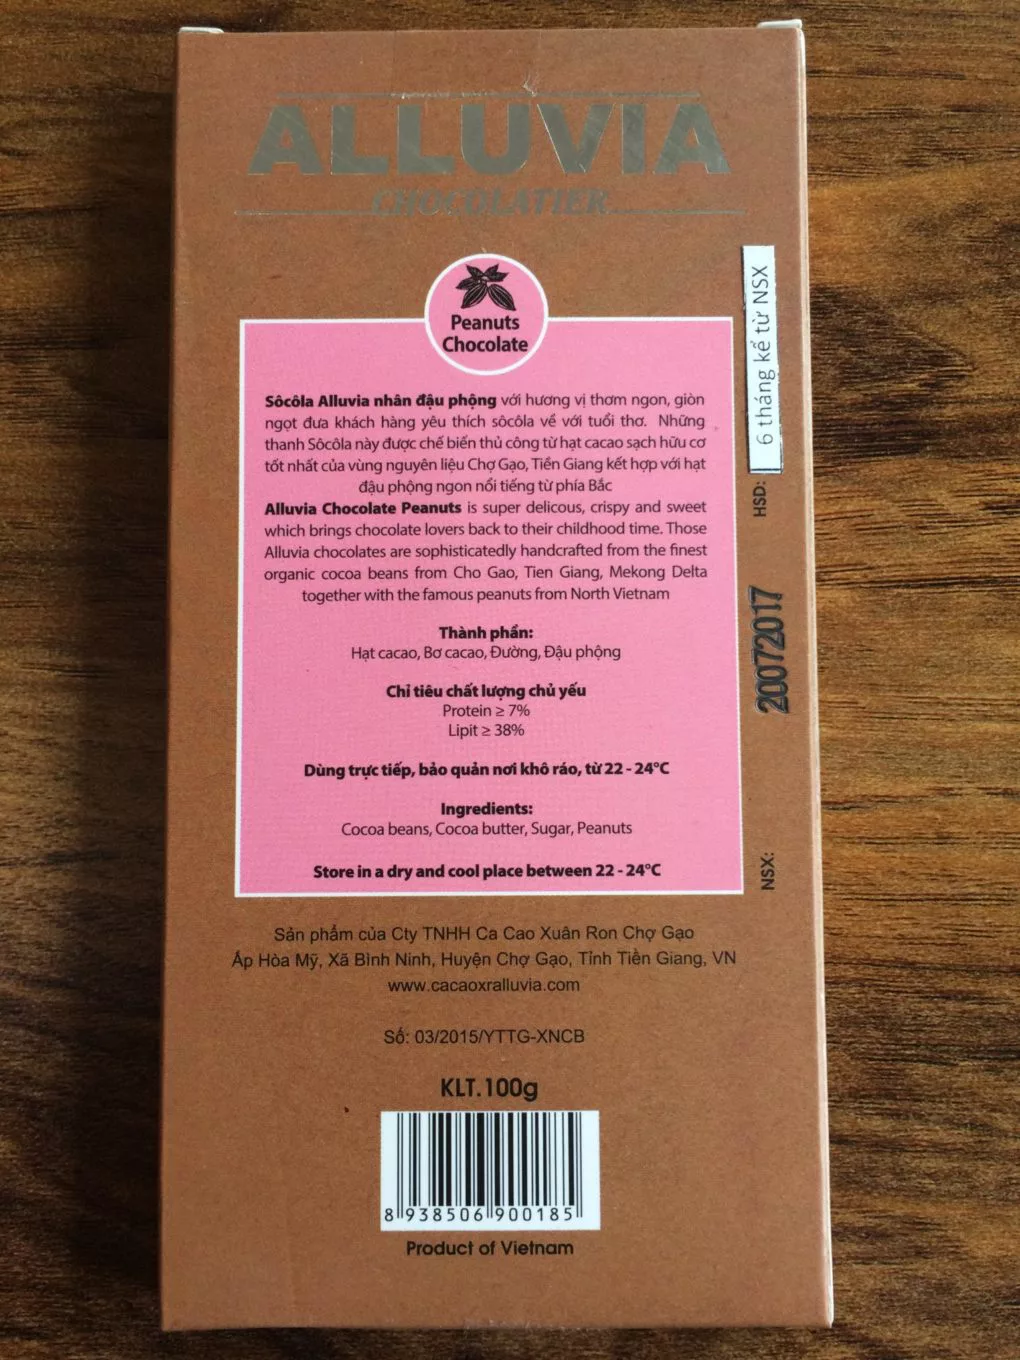 ALLUVIA
CHOCOLATIER
Peanuts
Chocolate
Sôcôla Alluvia nhân đậu phộng với hương vị thơm ngon, giòn
ngọt đưa khách hàng yêu thích sôcôla về với tuổi thơ. Những
thanh Sôcôla này được chế biến thủ công từ hạt cacao sạch hữu cơ
tốt nhất của vùng nguyên liệu Chợ Gạo, Tiền Giang kết hợp với hạt
đậu phộng ngon nổi tiếng từ phía Bắc
Alluvia Chocolate Peanuts is super delicous, crispy and sweet
which brings chocolate lovers back to their childhood time. Those
Alluvia chocolates are sophisticatedly handcrafted from the finest
organic cocoa beans from Cho Gao, Tien Giang, Mekong Delta
together with the famous peanuts from North Vietnam
Thành phần:
Hạt cacao, Bơ cacao, Đường, Đậu phộng
Chỉ tiêu chất lượng chủ yếu
Protein ≥ 7%
Lipit ≥ 38%
Dùng trực tiếp, bảo quản nơi khô ráo, từ 22 - 24°C
Ingredients:
Cocoa beans, Cocoa butter, Sugar, Peanuts
Store in a dry and cool place between 22 - 24°C
NSX:
20072017
HSD:
6 tháng kể từ NSX
Sản phẩm của Cty TNHH Ca Cao Xuân Ron Chợ Gạo
Ấp Hòa Mỹ, Xã Bình Ninh, Huyện Chợ Gạo, Tỉnh Tiền Giang, VN
www.cacaoxralluvia.com
Số: 03/2015/YTTG-XNCB
KLT.100g
8 938506 900185
Product of Vietnam